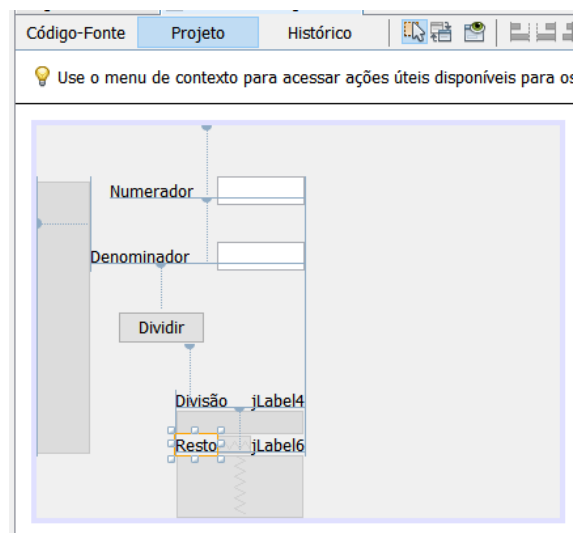 Código-Fonte Projeto Histórico
Use o menu de contexto para acessar ações úteis disponíveis para os
Numerador
Denominador
Dividir
Divisão jLabel4
Resto jLabel6